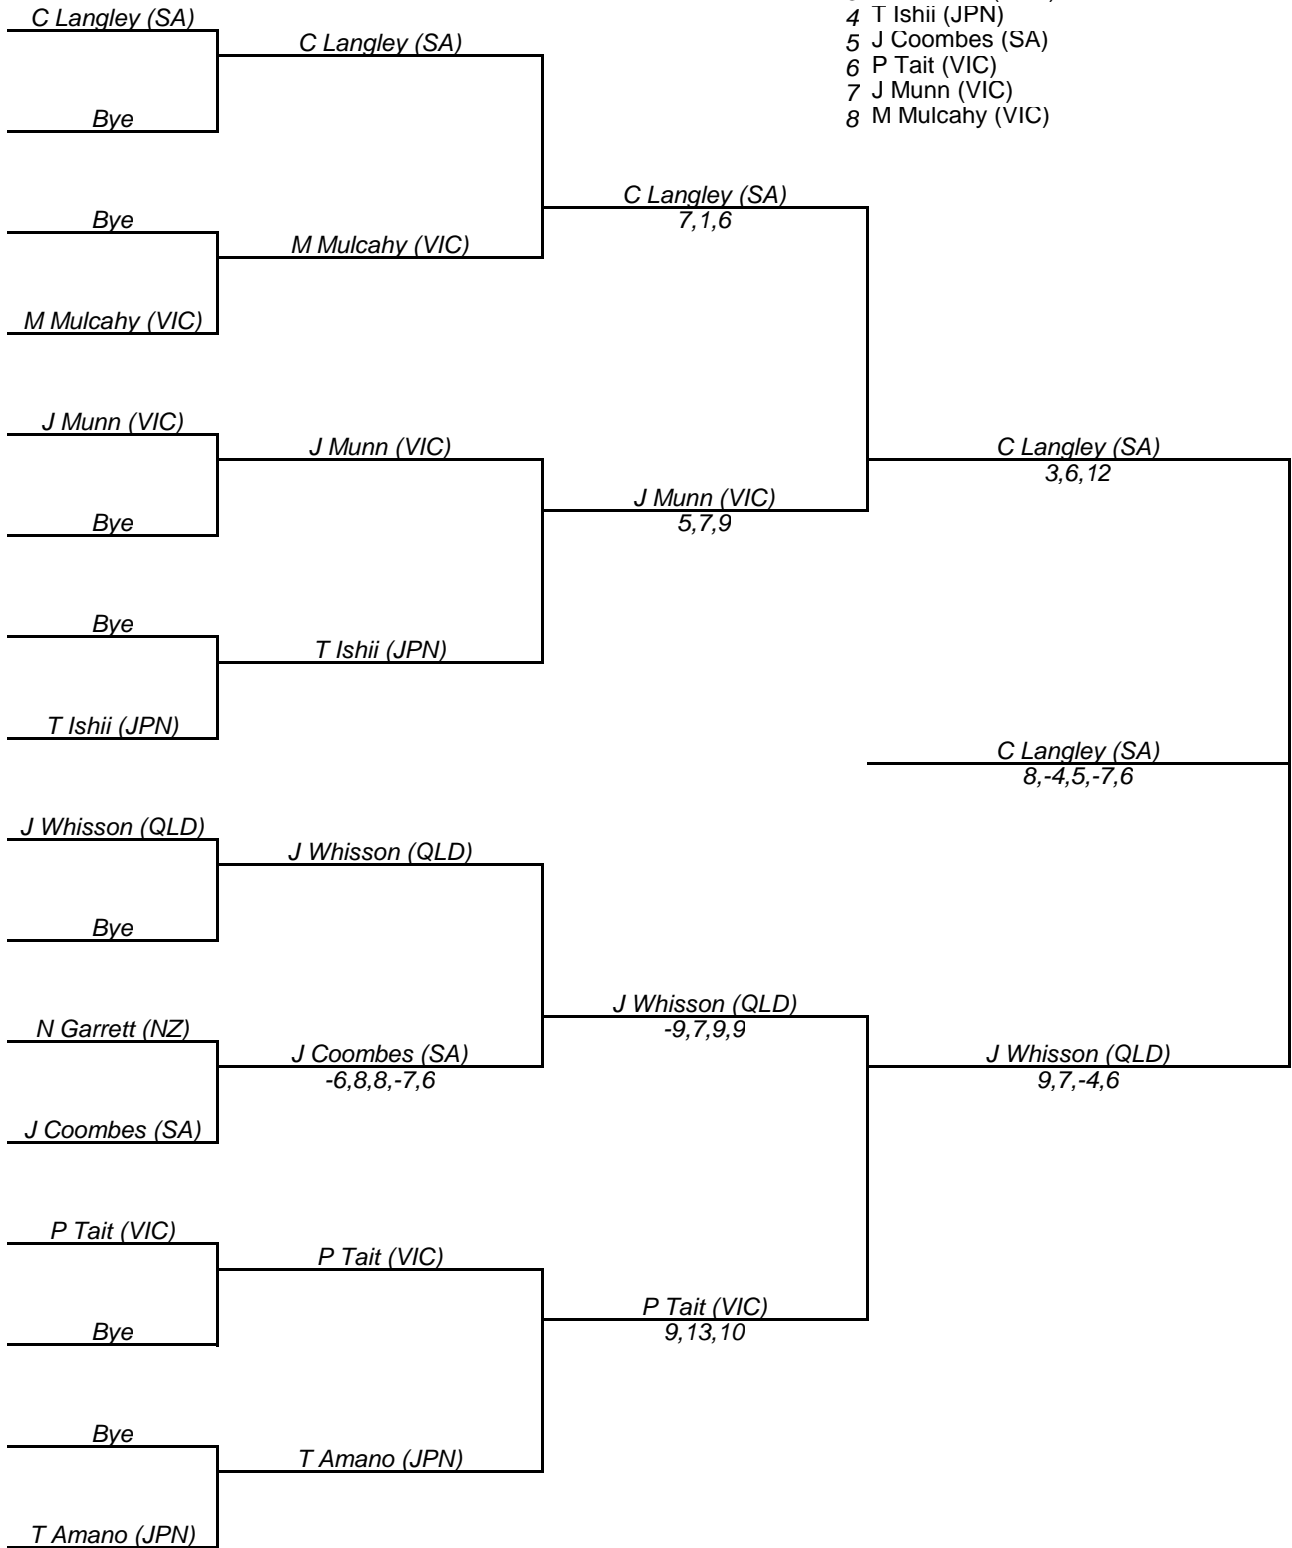 4 T Ishii (JPN)
5 J Coombes (SA)
6 P Tait (VIC)
7 J Munn (VIC)
8 M Mulcahy (VIC)
C Langley (SA)
Bye
Bye
M Mulcahy (VIC)
J Munn (VIC)
Bye
Bye
T Ishii (JPN)
J Whisson (QLD)
Bye
N Garrett (NZ)
J Coombes (SA)
P Tait (VIC)
Bye
Bye
T Amano (JPN)
C Langley (SA)
M Mulcahy (VIC)
J Munn (VIC)
T Ishii (JPN)
J Whisson (QLD)
J Coombes (SA)
-6,8,8,-7,6
P Tait (VIC)
T Amano (JPN)
C Langley (SA)
7,1,6
J Munn (VIC)
5,7,9
J Whisson (QLD)
-9,7,9,9
P Tait (VIC)
9,13,10
C Langley (SA)
3,6,12
C Langley (SA)
8,-4,5,-7,6
J Whisson (QLD)
9,7,-4,6